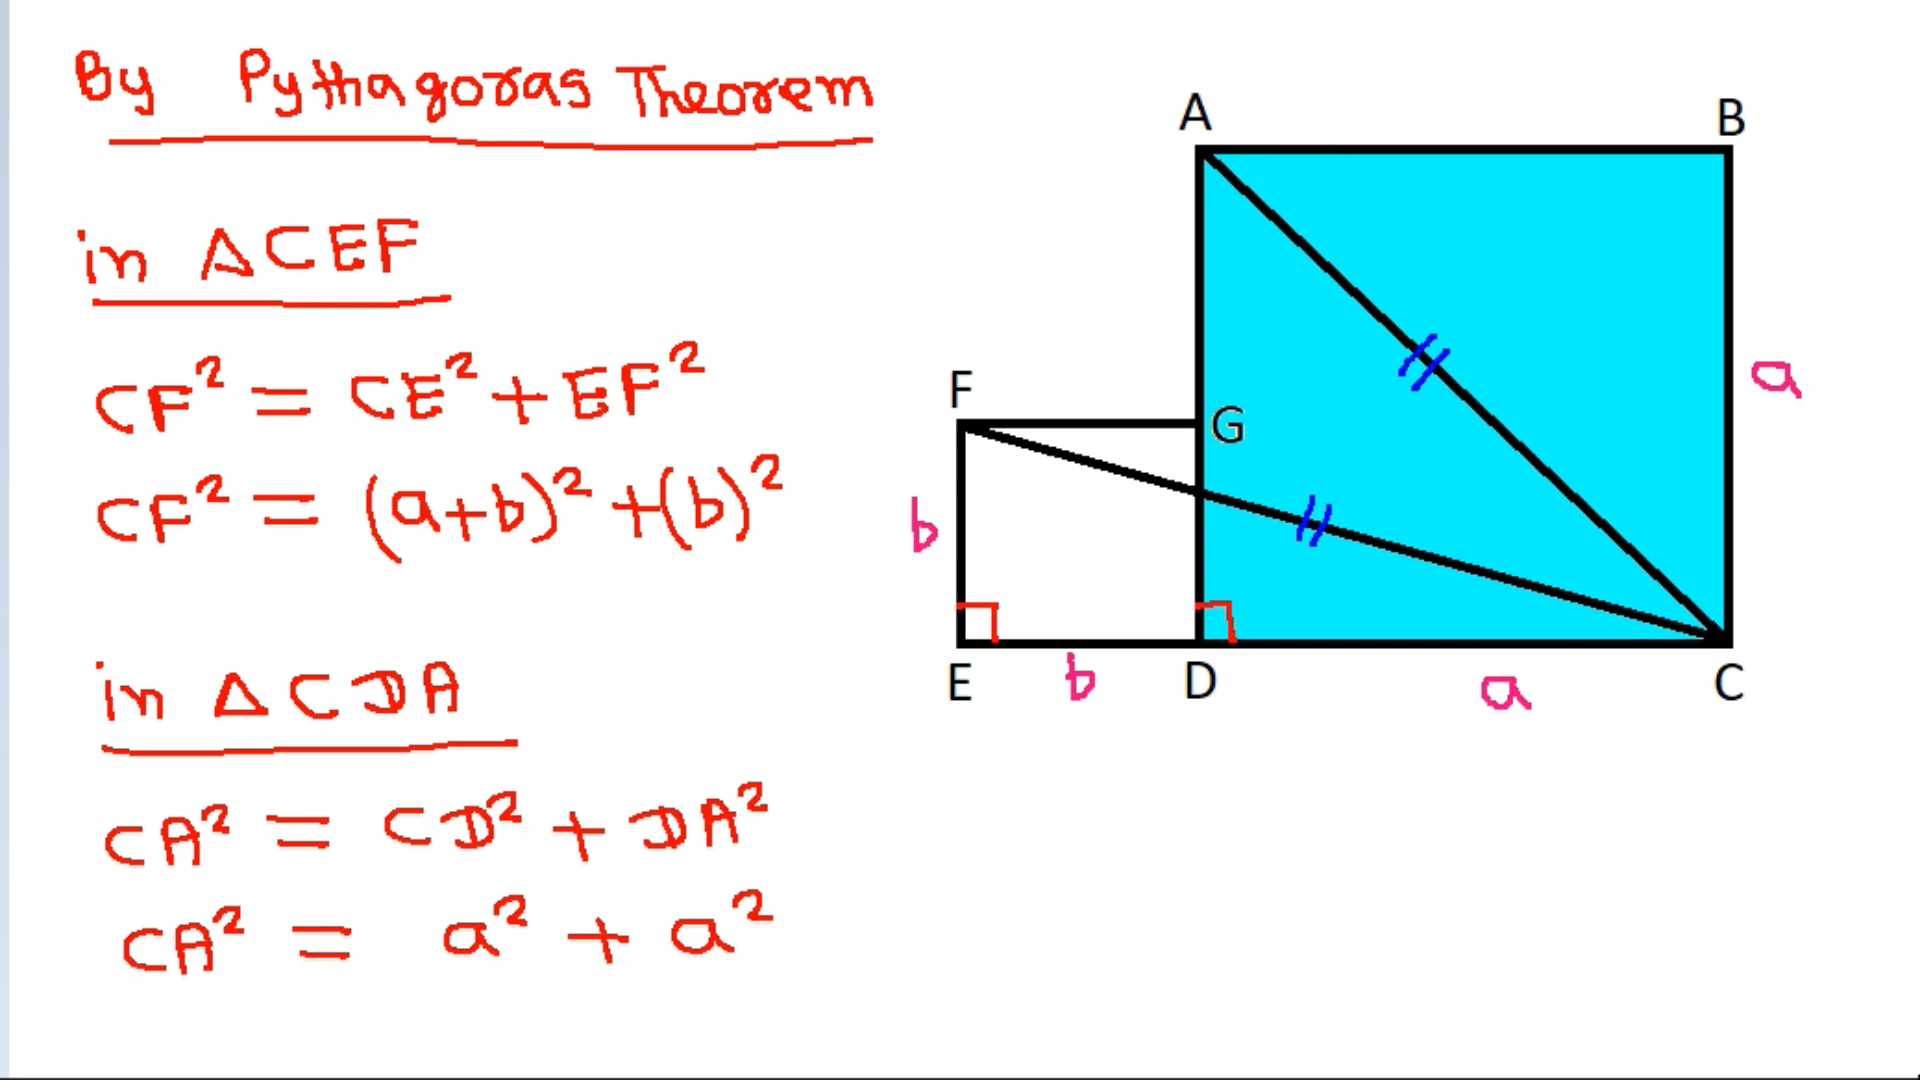 By Pythagoras Theorem
in ΔCEF
CF² = CE² + EF²
CF² = (a+b)² + (b)²
in ΔCDA
CA² = CD² + DA²
CA² = a² + a²
A B
a
F
G
b
E b D a C